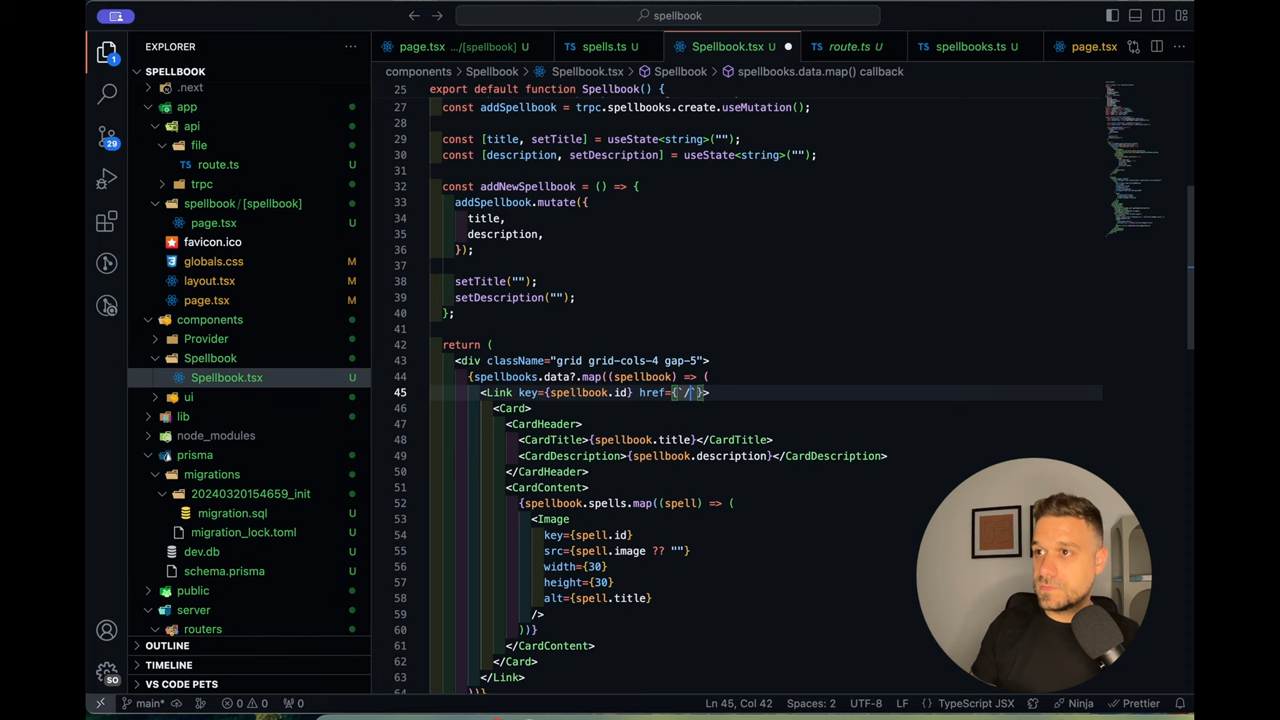 spellbook
EXPLORER
page.tsx .../[spellbook] U
spells.ts U
Spellbook.tsx U
route.ts U
spellbooks.ts U
page.tsx
components > Spellbook > Spellbook.tsx > Spellbook > spellbooks.data.map() callback
SPELLBOOK
.next
app
api
file
route.ts U
trpc
spellbook / [spellbook]
page.tsx U
favicon.ico
globals.css M
layout.tsx M
page.tsx M
components
Provider
Spellbook
Spellbook.tsx U
ui
lib
node_modules
prisma
migrations
20240320154659_init
migration.sql U
migration_lock.toml U
dev.db U
schema.prisma U
public
server
routers
OUTLINE
TIMELINE
VS CODE PETS
1
29
SO
25 export default function Spellbook() {
27 const addSpellbook = trpc.spellbooks.create.useMutation();
28
29 const [title, setTitle] = useState<string>("");
30 const [description, setDescription] = useState<string>("");
31
32 const addNewSpellbook = () => {
33 addSpellbook.mutate({
34 title,
35 description,
36 });
37
38 setTitle("");
39 setDescription("");
40 };
41
42 return (
43 <div className="grid grid-cols-4 gap-5">
44 {spellbooks.data?.map((spellbook) => (
45 <Link key={spellbook.id} href={`/`}>
46 <Card>
47 <CardHeader>
48 <CardTitle>{spellbook.title}</CardTitle>
49 <CardDescription>{spellbook.description}</CardDescription>
50 </CardHeader>
51 <CardContent>
52 {spellbook.spells.map((spell) => (
53 <Image
54 key={spell.id}
55 src={spell.image ?? ""}
56 width={30}
57 height={30}
58 alt={spell.title}
59 />
60 ))}
61 </CardContent>
62 </Card>
63 </Link>
64 ))}
main* 0 0 0 Ln 45, Col 42 Spaces: 2 UTF-8 LF {} TypeScript JSX Ninja Prettier